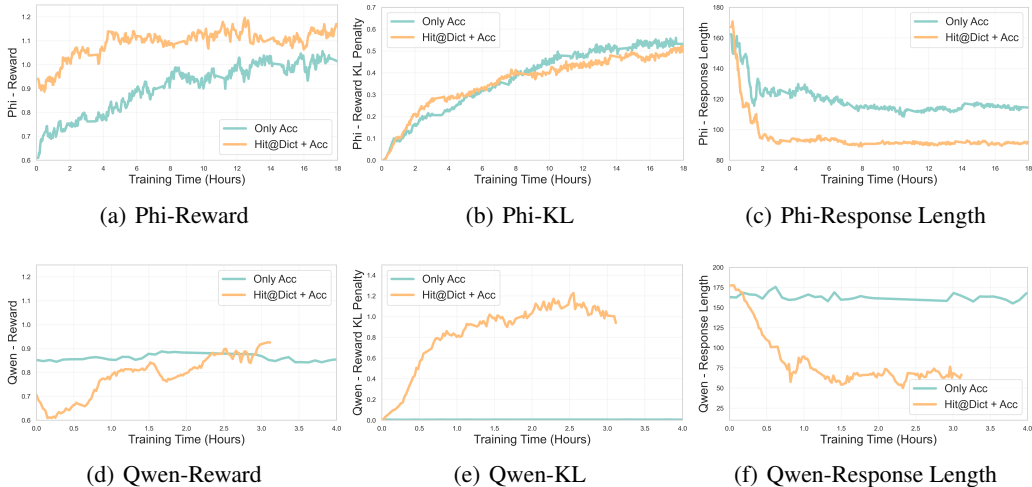 Phi - Reward
1.2
1.1
1.0
0.9
0.8
0.7
0.6
Only Acc
Hit@Dict + Acc
0 2 4 6 8 10 12 14 16 18
Training Time (Hours)
(a) Phi-Reward
Phi - Reward KL Penalty
0.7
0.6
0.5
0.4
0.3
0.2
0.1
0.0
Only Acc
Hit@Dict + Acc
0 2 4 6 8 10 12 14 16 18
Training Time (Hours)
(b) Phi-KL
Phi - Response Length
180
160
140
120
100
80
Only Acc
Hit@Dict + Acc
0 2 4 6 8 10 12 14 16 18
Training Time (Hours)
(c) Phi-Response Length
Qwen - Reward
1.2
1.1
1.0
0.9
0.8
0.7
0.6
Only Acc
Hit@Dict + Acc
0.0 0.5 1.0 1.5 2.0 2.5 3.0 3.5 4.0
Training Time (Hours)
(d) Qwen-Reward
Qwen - Reward KL Penalty
1.4
1.2
1.0
0.8
0.6
0.4
0.2
0.0
Only Acc
Hit@Dict + Acc
0.0 0.5 1.0 1.5 2.0 2.5 3.0 3.5 4.0
Training Time (Hours)
(e) Qwen-KL
Qwen - Response Length
200
175
150
125
100
75
50
25
Only Acc
Hit@Dict + Acc
0.0 0.5 1.0 1.5 2.0 2.5 3.0 3.5 4.0
Training Time (Hours)
(f) Qwen-Response Length